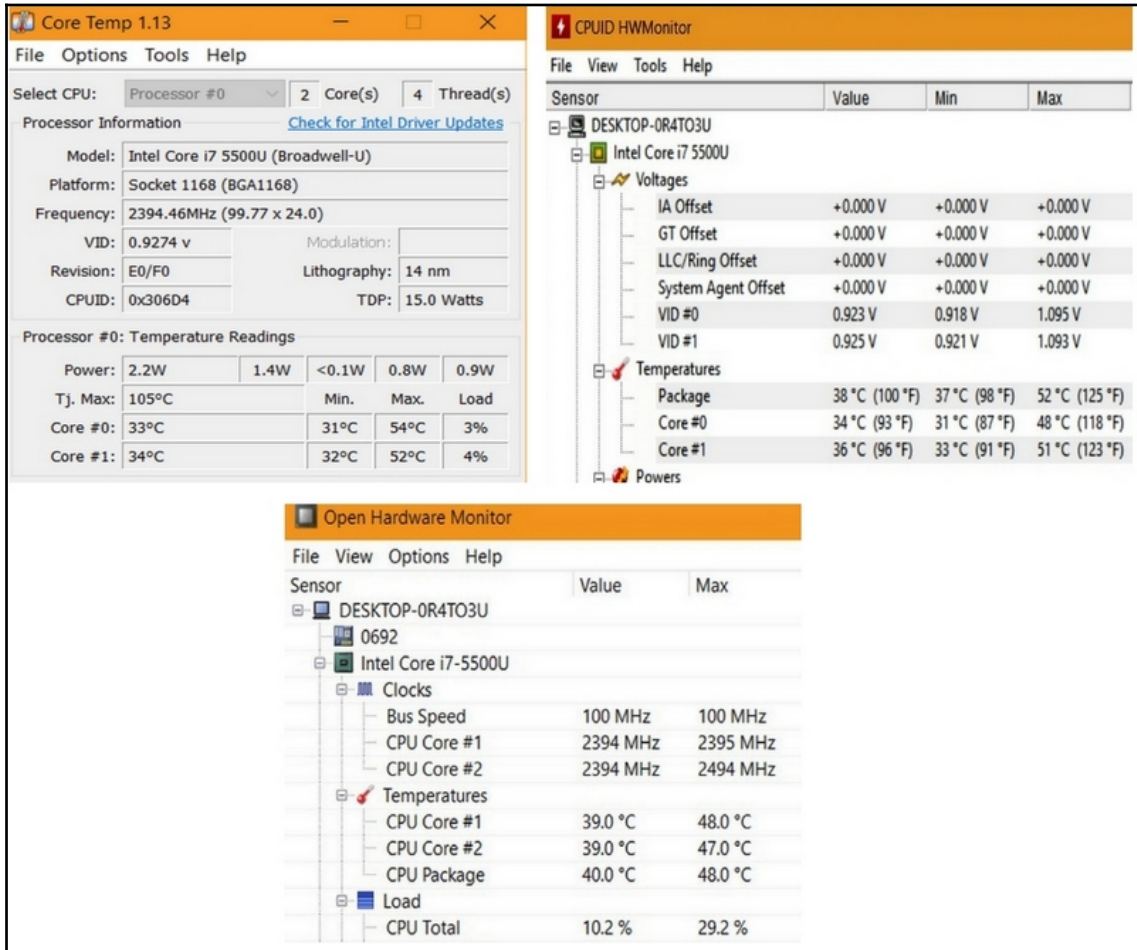 Core Temp 1.13
File Options Tools Help
Select CPU: Processor #0 2 Core(s) 4 Thread(s)
Processor Information Check for Intel Driver Updates
Model: Intel Core i7 5500U (Broadwell-U)
Platform: Socket 1168 (BGA1168)
Frequency: 2394.46MHz (99.77 x 24.0)
VID: 0.9274 v Modulation:
Revision: E0/F0 Lithography: 14 nm
CPUID: 0x306D4 TDP: 15.0 Watts
Processor #0: Temperature Readings
Power: 2.2W 1.4W <0.1W 0.8W 0.9W
Tj. Max: 105°C Min. Max. Load
Core #0: 33°C 31°C 54°C 3%
Core #1: 34°C 32°C 52°C 4%
CPUID HWMonitor
File View Tools Help
Sensor Value Min Max
DESKTOP-0R4TO3U
Intel Core i7 5500U
Voltages
IA Offset +0.000 V +0.000 V +0.000 V
GT Offset +0.000 V +0.000 V +0.000 V
LLC/Ring Offset +0.000 V +0.000 V +0.000 V
System Agent Offset +0.000 V +0.000 V +0.000 V
VID #0 0.923 V 0.918 V 1.095 V
VID #1 0.925 V 0.921 V 1.093 V
Temperatures
Package 38 °C (100 °F) 37 °C (98 °F) 52 °C (125 °F)
Core #0 34 °C (93 °F) 31 °C (87 °F) 48 °C (118 °F)
Core #1 36 °C (96 °F) 33 °C (91 °F) 51 °C (123 °F)
Powers
Open Hardware Monitor
File View Options Help
Sensor Value Max
DESKTOP-0R4TO3U
0692
Intel Core i7-5500U
Clocks
Bus Speed 100 MHz 100 MHz
CPU Core #1 2394 MHz 2395 MHz
CPU Core #2 2394 MHz 2494 MHz
Temperatures
CPU Core #1 39.0 °C 48.0 °C
CPU Core #2 39.0 °C 47.0 °C
CPU Package 40.0 °C 48.0 °C
Load
CPU Total 10.2 % 29.2 %